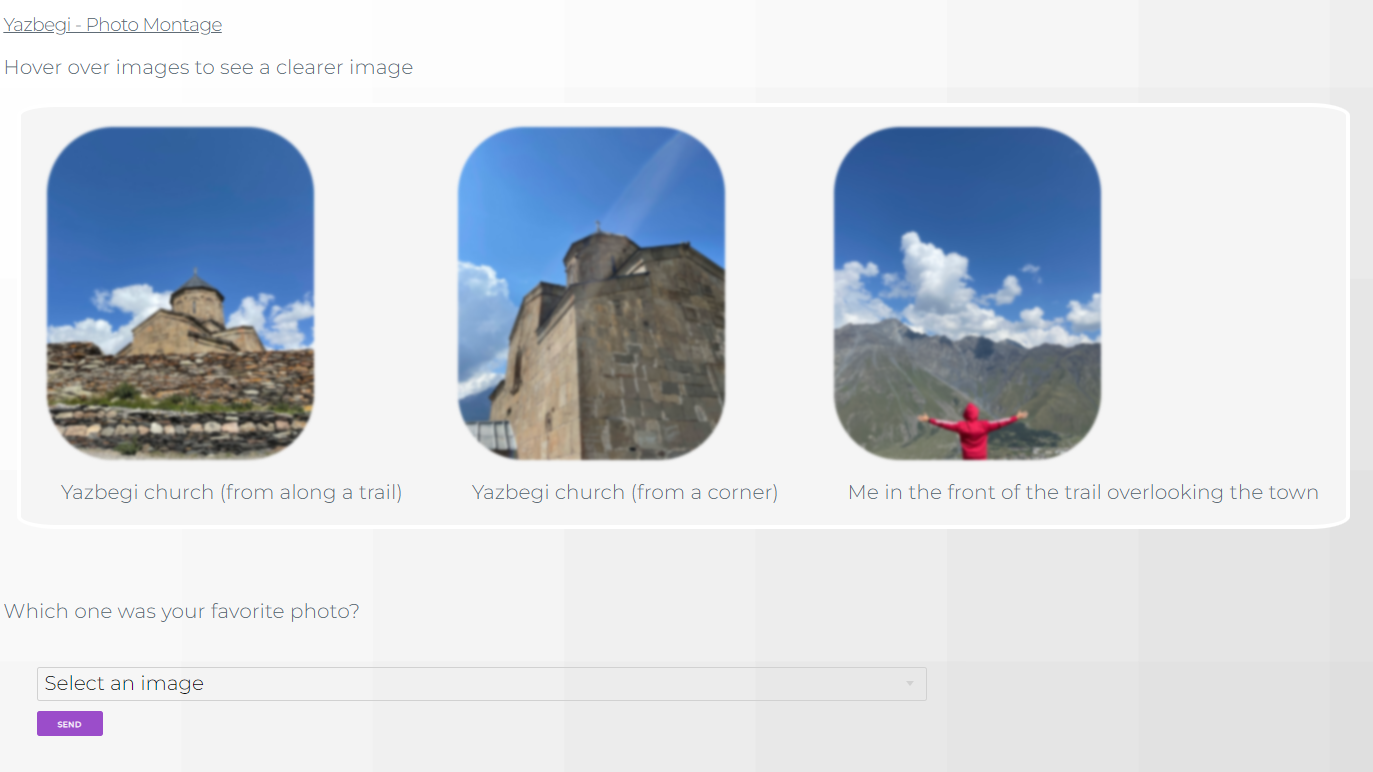 Yazbegi - Photo Montage
Hover over images to see a clearer image
Yazbegi church (from along a trail)
Yazbegi church (from a corner)
Me in the front of the trail overlooking the town
Which one was your favorite photo?
Select an image
SEND